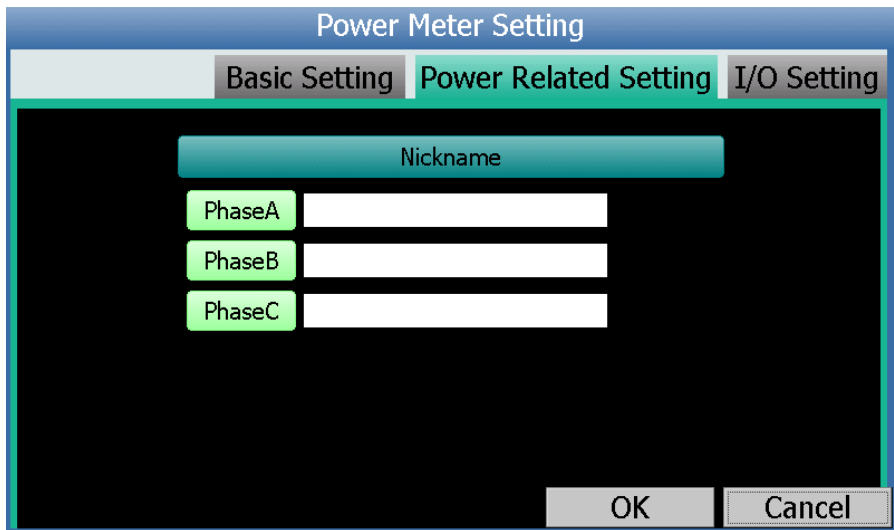 Power Meter Setting
Basic Setting Power Related Setting I/O Setting
Nickname
PhaseA
PhaseB
PhaseC
OK Cancel